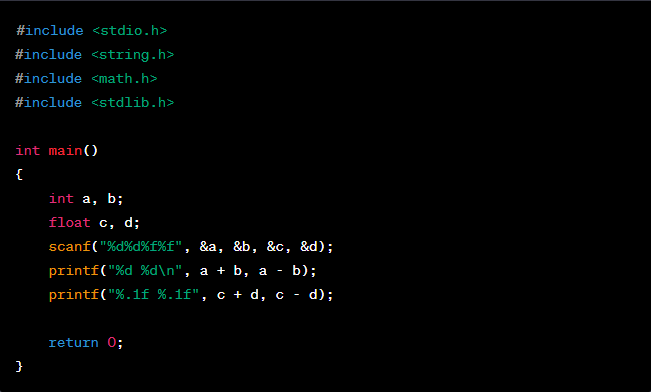 #include <stdio.h>
#include <string.h>
#include <math.h>
#include <stdlib.h>

int main()
{
    int a, b;
    float c, d;
    scanf("%d%d%f%f", &a, &b, &c, &d);
    printf("%d %d\n", a + b, a - b);
    printf("%.1f %.1f", c + d, c - d);

    return 0;
}